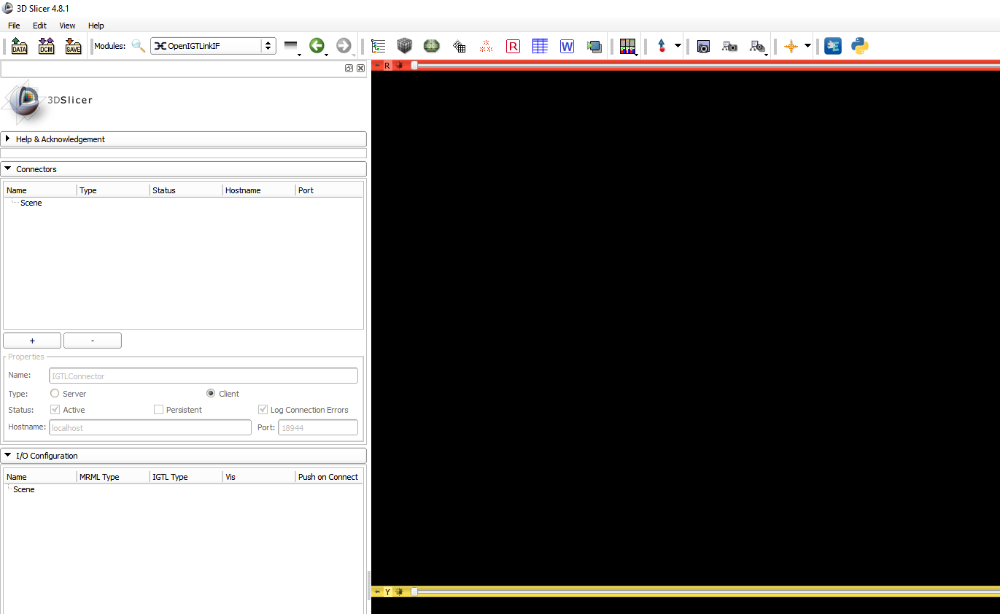 3D Slicer 4.8.1
File Edit View Help
DATA DCM SAVE Modules: OpenIGTLinkIF R W
R
3DSlicer
Help & Acknowledgement
Connectors
Name Type Status Hostname Port
Scene
+ -
Properties
Name: IGTLConnector
Type: Server Client
Status: Active Persistent Log Connection Errors
Hostname: localhost Port: 18944
I/O Configuration
Name MRML Type IGTL Type Vis Push on Connect
Scene
Y